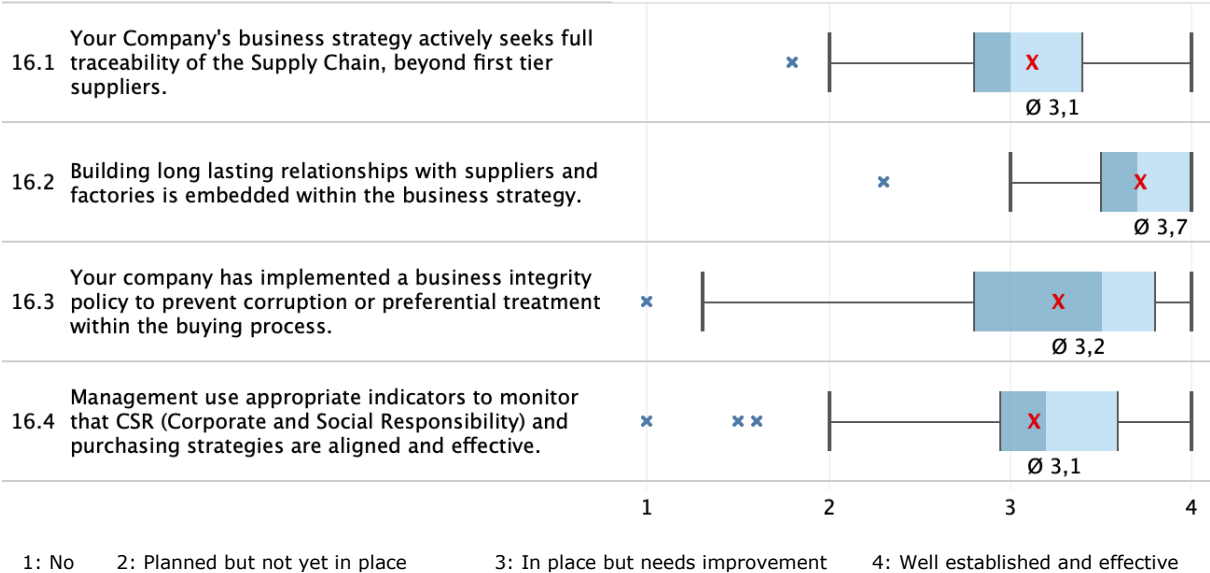 16.1 Your Company's business strategy actively seeks full
traceability of the Supply Chain, beyond first tier
suppliers.
Ø 3,1
16.2 Building long lasting relationships with suppliers and
factories is embedded within the business strategy.
Ø 3,7
16.3 Your company has implemented a business integrity
policy to prevent corruption or preferential treatment
within the buying process.
Ø 3,2
16.4 Management use appropriate indicators to monitor
that CSR (Corporate and Social Responsibility) and
purchasing strategies are aligned and effective.
Ø 3,1
1 2 3 4
1: No 2: Planned but not yet in place 3: In place but needs improvement 4: Well established and effective